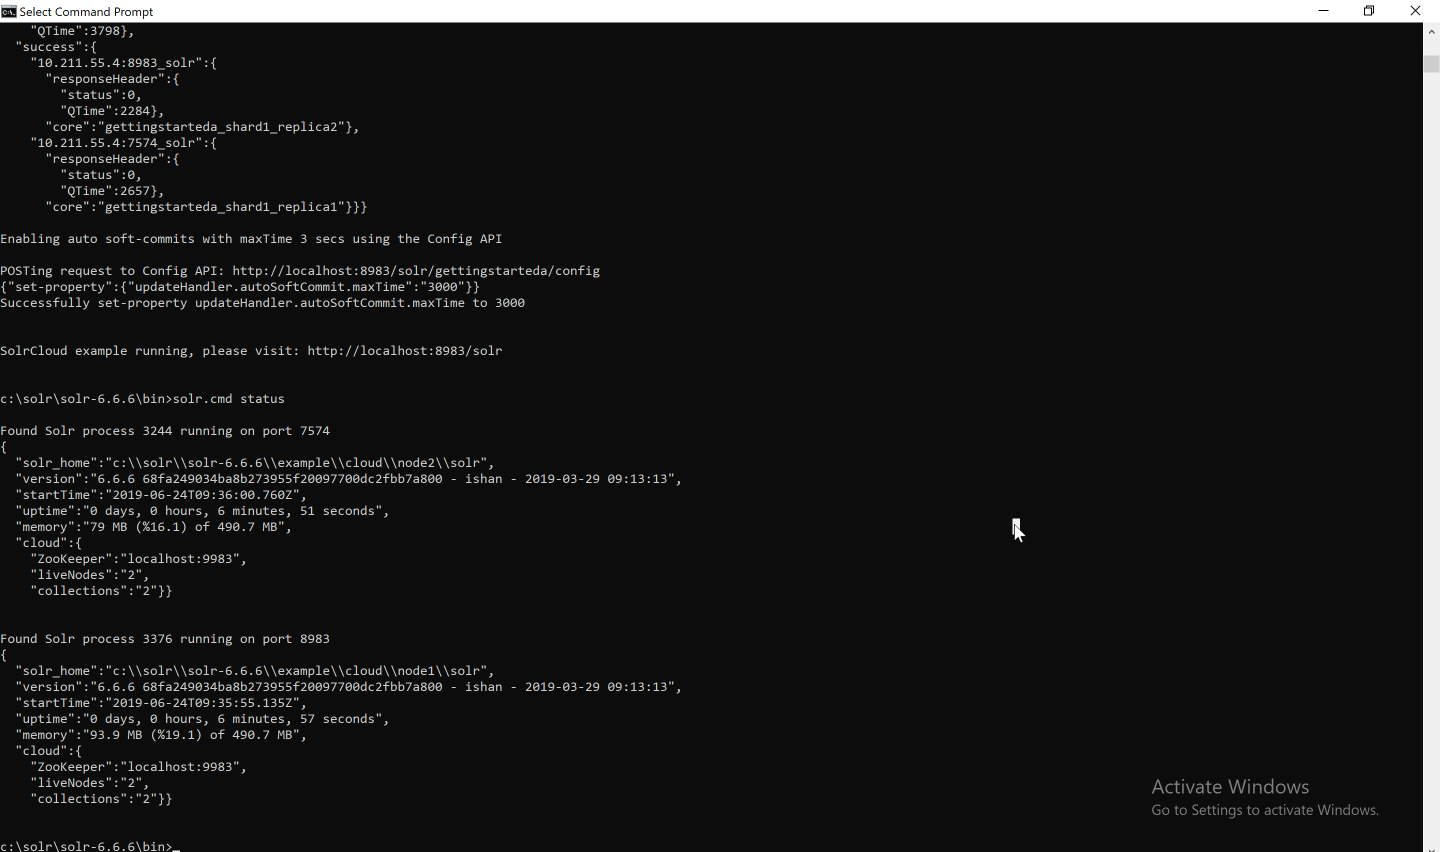 Select Command Prompt
"QTime":3798},
"success":{
"10.211.55.4:8983_solr":{
"responseHeader":{
"status":0,
"QTime":2284},
"core":"gettingstarteda_shard1_replica2"},
"10.211.55.4:7574_solr":{
"responseHeader":{
"status":0,
"QTime":2657},
"core":"gettingstarteda_shard1_replica1"}}}
Enabling auto soft-commits with maxTime 3 secs using the Config API
POSTing request to Config API: http://localhost:8983/solr/gettingstarteda/config
{"set-property":{"updateHandler.autoSoftCommit.maxTime":"3000"}}
Successfully set-property updateHandler.autoSoftCommit.maxTime to 3000
SolrCloud example running, please visit: http://localhost:8983/solr
c:\solr\solr-6.6.6\bin>solr.cmd status
Found Solr process 3244 running on port 7574
{
"solr_home":"c:\\solr\\solr-6.6.6\\example\\cloud\\node2\\solr",
"version":"6.6.6 68fa249034ba8b273955f20097700dc2fbb7a800 - ishan - 2019-03-29 09:13:13",
"startTime":"2019-06-24T09:36:00.760Z",
"uptime":"0 days, 0 hours, 6 minutes, 51 seconds",
"memory":"79 MB (%16.1) of 490.7 MB",
"cloud":{
"ZooKeeper":"localhost:9983",
"liveNodes":"2",
"collections":"2"}}
Found Solr process 3376 running on port 8983
{
"solr_home":"c:\\solr\\solr-6.6.6\\example\\cloud\\node1\\solr",
"version":"6.6.6 68fa249034ba8b273955f20097700dc2fbb7a800 - ishan - 2019-03-29 09:13:13",
"startTime":"2019-06-24T09:35:55.135Z",
"uptime":"0 days, 0 hours, 6 minutes, 57 seconds",
"memory":"93.9 MB (%19.1) of 490.7 MB",
"cloud":{
"ZooKeeper":"localhost:9983",
"liveNodes":"2",
"collections":"2"}}
c:\solr\solr-6.6.6\bin>_
Activate Windows
Go to Settings to activate Windows.